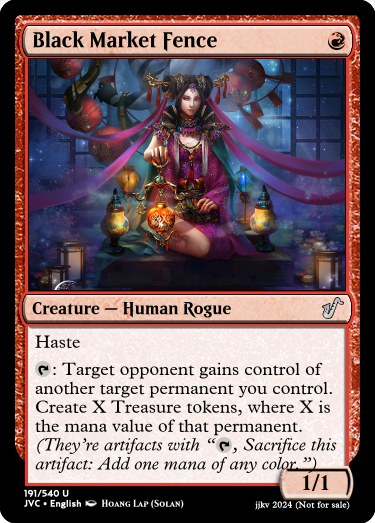 Black Market Fence
Creature — Human Rogue
Haste
: Target opponent gains control of
another target permanent you control.
Create X Treasure tokens, where X is
the mana value of that permanent.
(They're artifacts with “, Sacrifice this
artifact: Add one mana of any color.”)
1/1
191/540 U
JVC • English Hoang Lap (Solan)
jjkv 2024 (Not for sale)